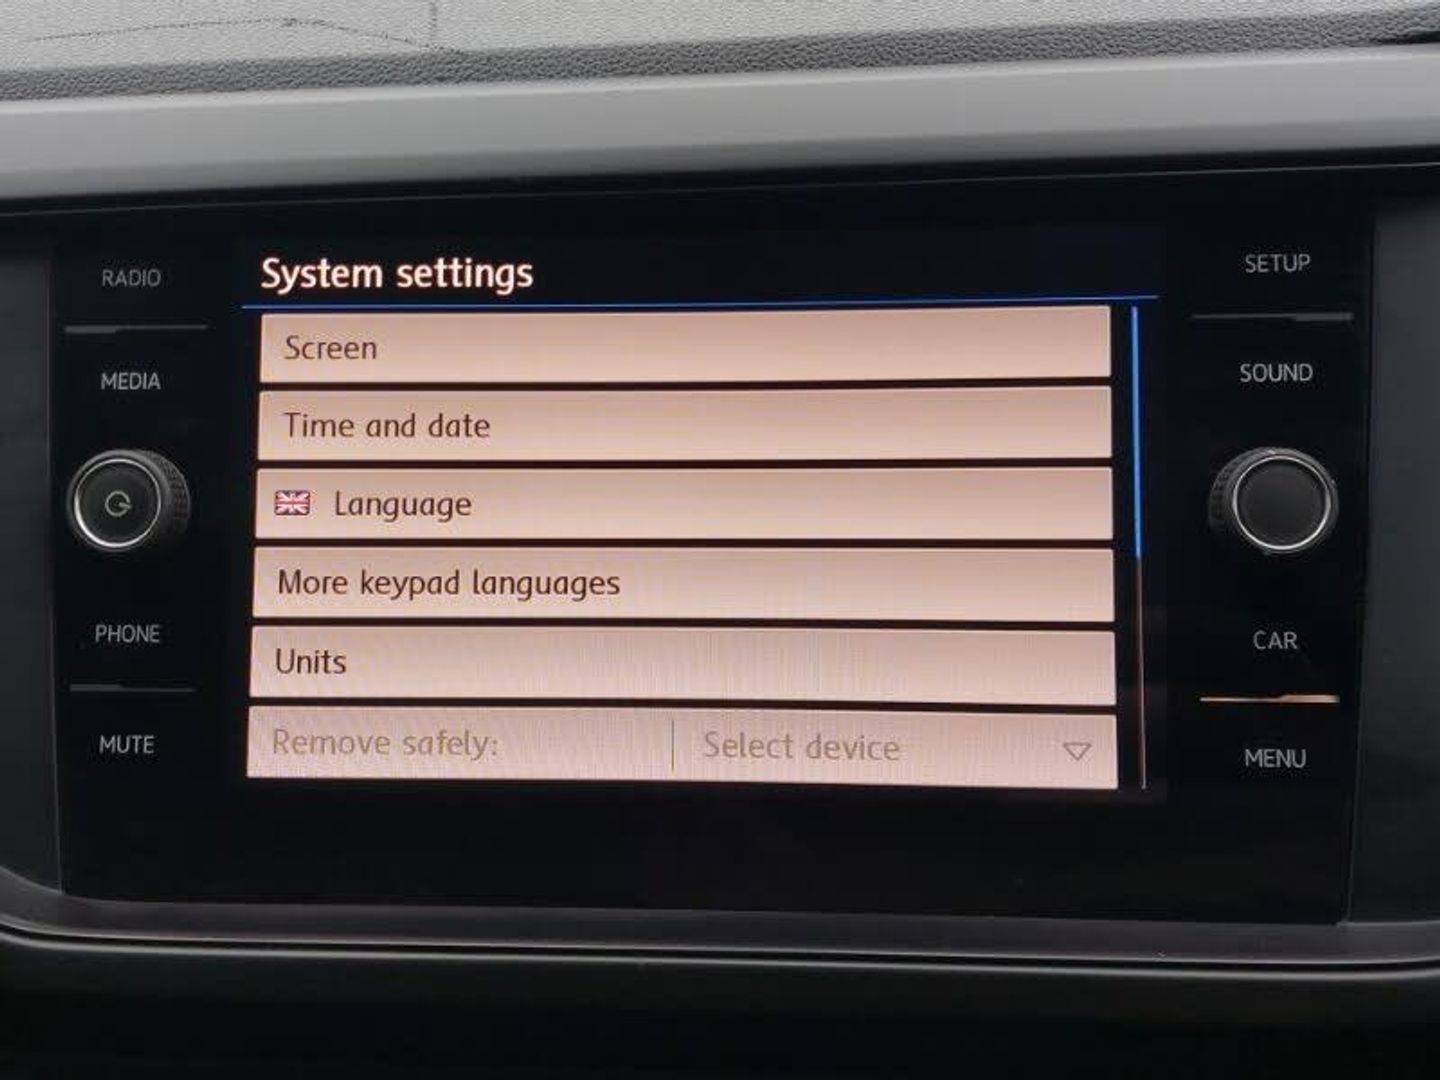 System settings
RADIO
MEDIA
PHONE
MUTE
Screen
Time and date
Language
More keypad languages
Units
Remove safely: Select device
SETUP
SOUND
CAR
MENU